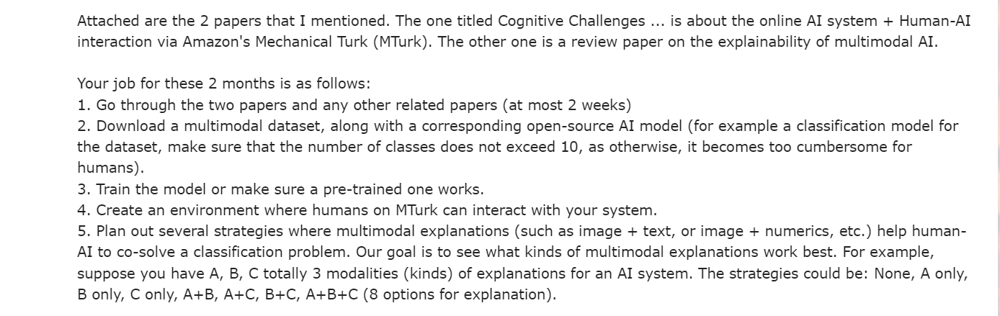 Attached are the 2 papers that I mentioned. The one titled Cognitive Challenges ... is about the online AI system + Human-AI
interaction via Amazon's Mechanical Turk (MTurk). The other one is a review paper on the explainability of multimodal AI.
Your job for these 2 months is as follows:
1. Go through the two papers and any other related papers (at most 2 weeks)
2. Download a multimodal dataset, along with a corresponding open-source AI model (for example a classification model for
the dataset, make sure that the number of classes does not exceed 10, as otherwise, it becomes too cumbersome for
humans).
3. Train the model or make sure a pre-trained one works.
4. Create an environment where humans on MTurk can interact with your system.
5. Plan out several strategies where multimodal explanations (such as image + text, or image + numerics, etc.) help human-
AI to co-solve a classification problem. Our goal is to see what kinds of multimodal explanations work best. For example,
suppose you have A, B, C totally 3 modalities (kinds) of explanations for an AI system. The strategies could be: None, A only,
B only, C only, A+B, A+C, B+C, A+B+C (8 options for explanation).